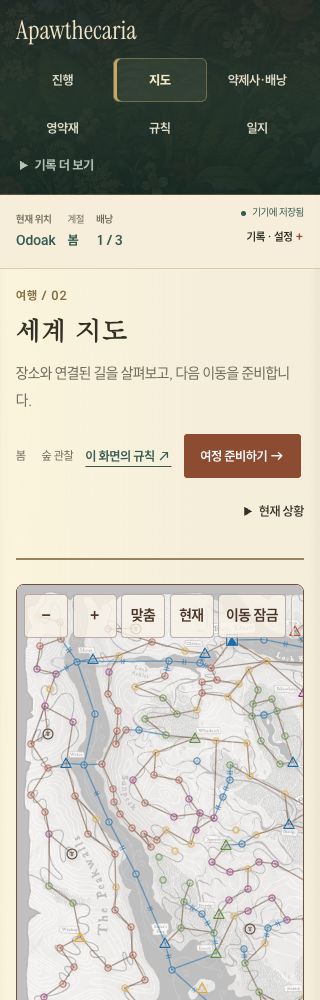 Apawthecaria
진행
지도
약제사·배낭
영약재
규칙
일지
▶ 기록 더 보기
현재 위치
계절
배낭
Odoak
봄
1 / 3
● 기기에 저장됨
기록 · 설정 +
여행 / 02
세계 지도
장소와 연결된 길을 살펴보고, 다음 이동을 준비합니
다.
봄
숲 관찰
이 화면의 규칙 ↗
여정 준비하기 →
▶ 현재 상황
−
+
맞춤
현재
이동 잠금
The Peakwalls